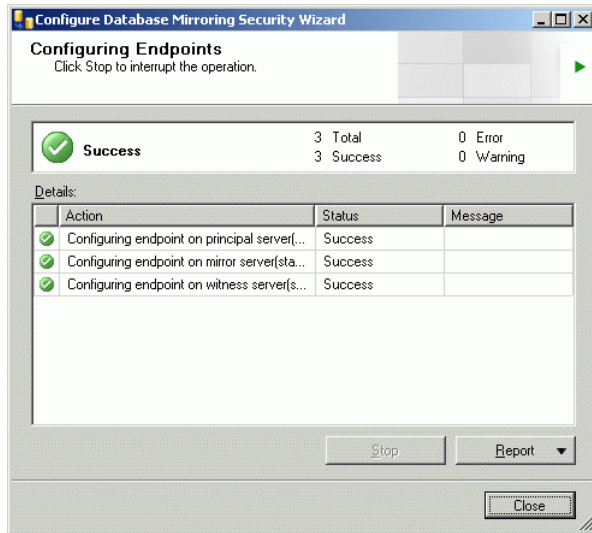 Configure Database Mirroring Security Wizard
Configuring Endpoints
Click Stop to interrupt the operation.
Success
3 Total 0 Error
3 Success 0 Warning
Details:
Action Status Message
Configuring endpoint on principal server(... Success
Configuring endpoint on mirror server(sta... Success
Configuring endpoint on witness server(s... Success
Stop Report
Close